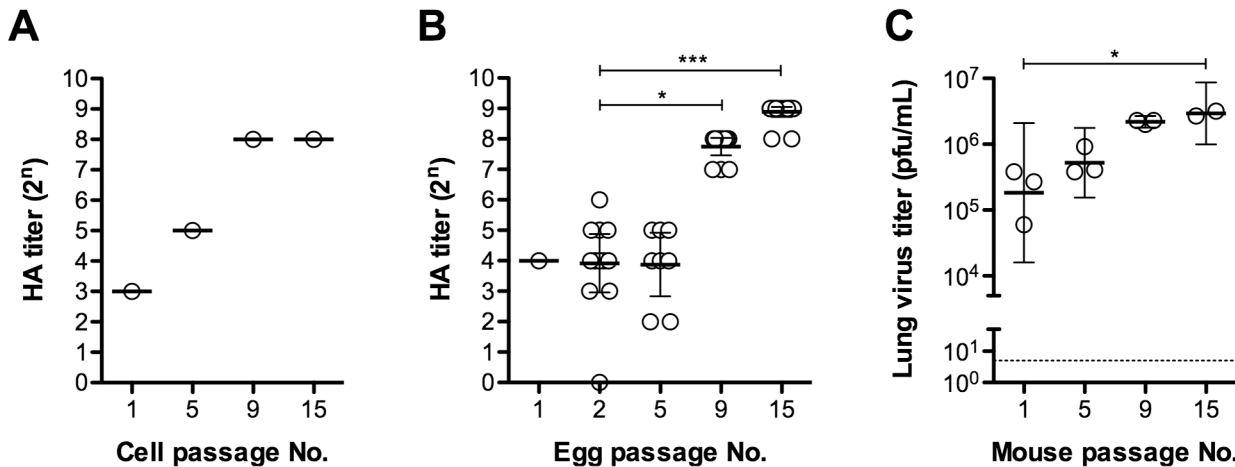 A
HA titer (2ⁿ)
10
9
8
7
6
5
4
3
2
1
0
1 5 9 15
Cell passage No.
B
HA titer (2ⁿ)
10
9
8
7
6
5
4
3
2
1
0
***
*
1 2 5 9 15
Egg passage No.
C
Lung virus titer (pfu/mL)
10⁷
10⁶
10⁵
10⁴
10¹
10⁰
*
1 5 9 15
Mouse passage No.